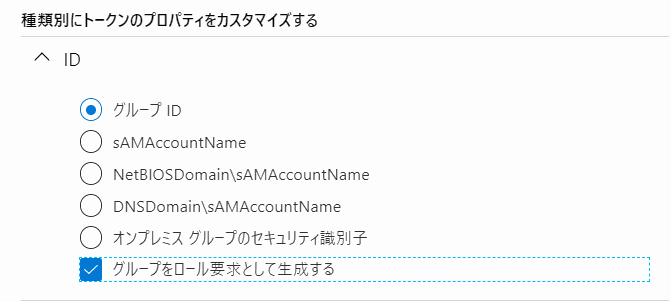 種類別にトークンのプロパティをカスタマイズする
ID
グループ ID
sAMAccountName
NetBIOSDomain\sAMAccountName
DNSDomain\sAMAccountName
オンプレミス グループのセキュリティ識別子
グループをロール要求として生成する